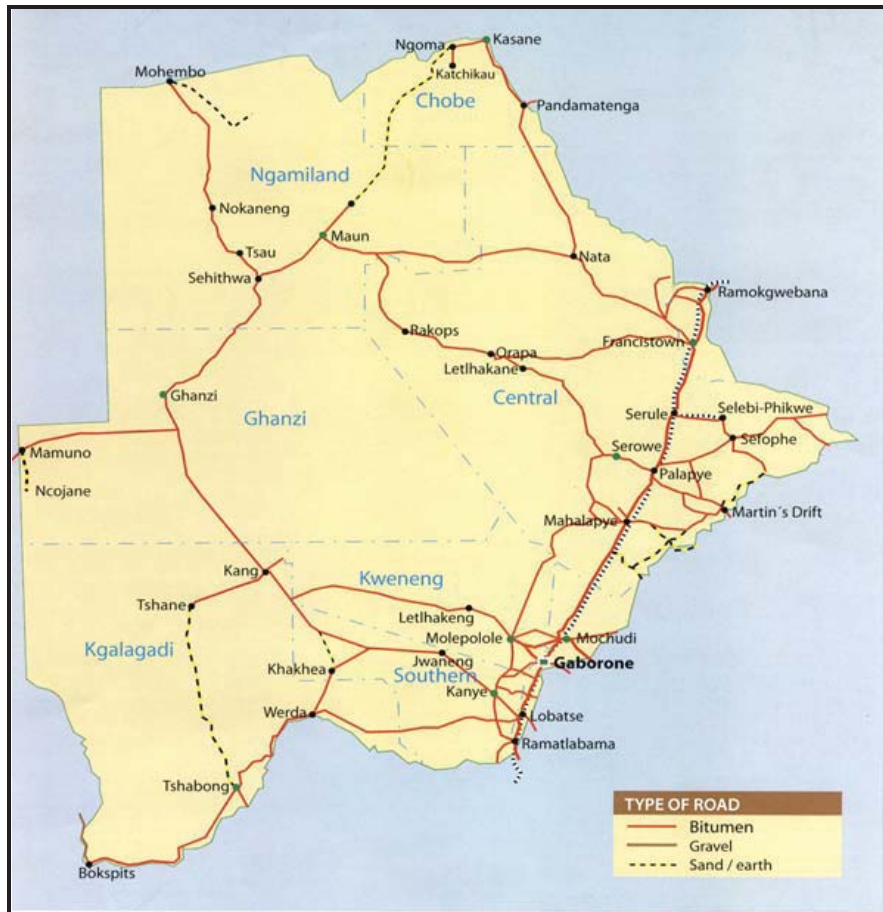 Kasane
Ngoma
Katchikau
Mohembo
Chobe
Pandamatenga
Ngamiland
Nokaneng
Maun
Tsau
Nata
Sehithwa
Ramokgwebana
Rakops
Francistown
Orapa
Letlhakane
Ghanzi
Central
Ghanzi
Serule
Selebi-Phikwe
Sefophe
Serowe
Mamuno
Palapye
Ncojane
Mahalapye
Martin´s Drift
Kang
Kweneng
Tshane
Letlhakeng
Molepolole
Mochudi
Kgalagadi
Jwaneng
Gaborone
Khakhea
Southern
Kanye
Werda
Lobatse
Ramatlabama
Tshabong
TYPE OF ROAD
Bitumen
Gravel
Sand / earth
Bokspits